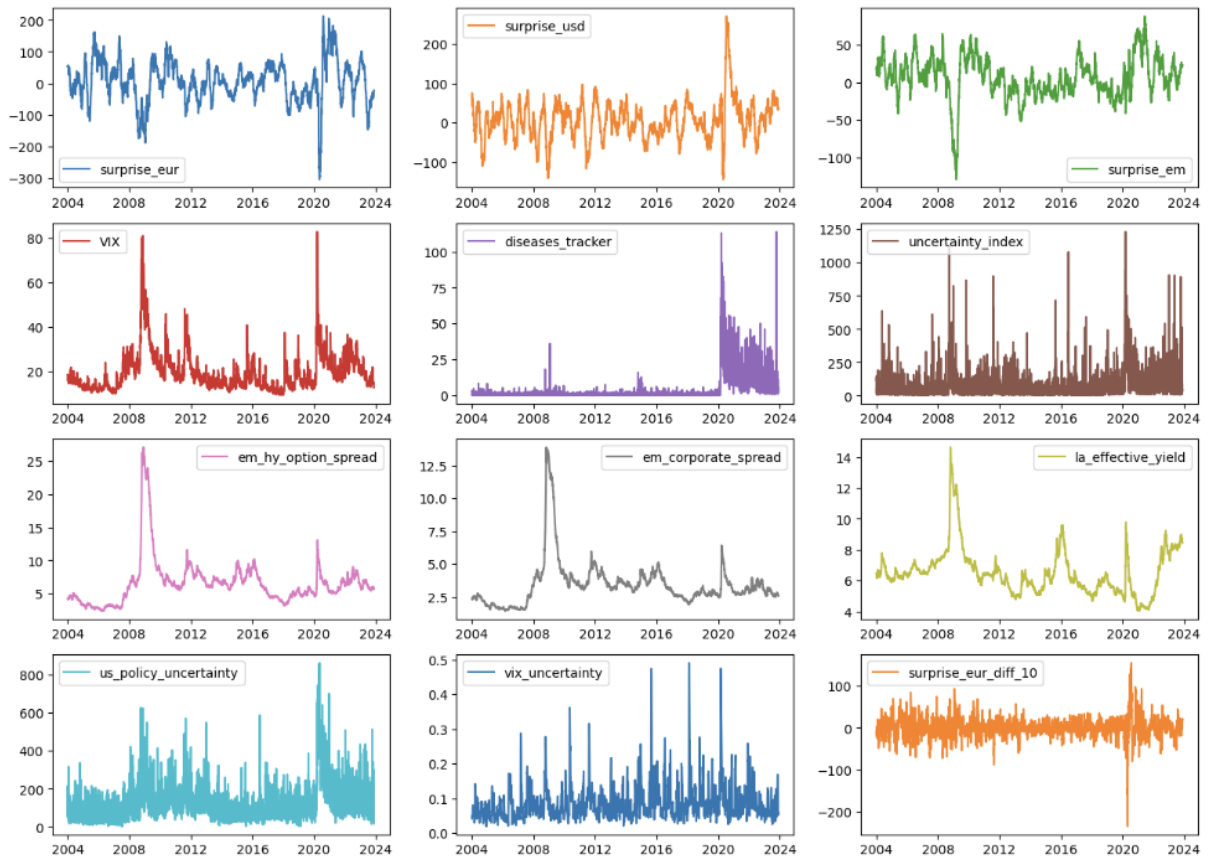 200
100
0
−100
−200
−300
surprise_eur
2004 2008 2012 2016 2020 2024
200
100
0
−100
surprise_usd
2004 2008 2012 2016 2020 2024
50
0
−50
−100
surprise_em
2004 2008 2012 2016 2020 2024
80
60
40
20
VIX
2004 2008 2012 2016 2020 2024
100
75
50
25
0
diseases_tracker
2004 2008 2012 2016 2020 2024
1250
1000
750
500
250
0
uncertainty_index
2004 2008 2012 2016 2020 2024
25
20
15
10
5
em_hy_option_spread
2004 2008 2012 2016 2020 2024
12.5
10.0
7.5
5.0
2.5
em_corporate_spread
2004 2008 2012 2016 2020 2024
14
12
10
8
6
4
la_effective_yield
2004 2008 2012 2016 2020 2024
800
600
400
200
0
us_policy_uncertainty
2004 2008 2012 2016 2020 2024
0.5
0.4
0.3
0.2
0.1
0.0
vix_uncertainty
2004 2008 2012 2016 2020 2024
100
0
−100
−200
surprise_eur_diff_10
2004 2008 2012 2016 2020 2024